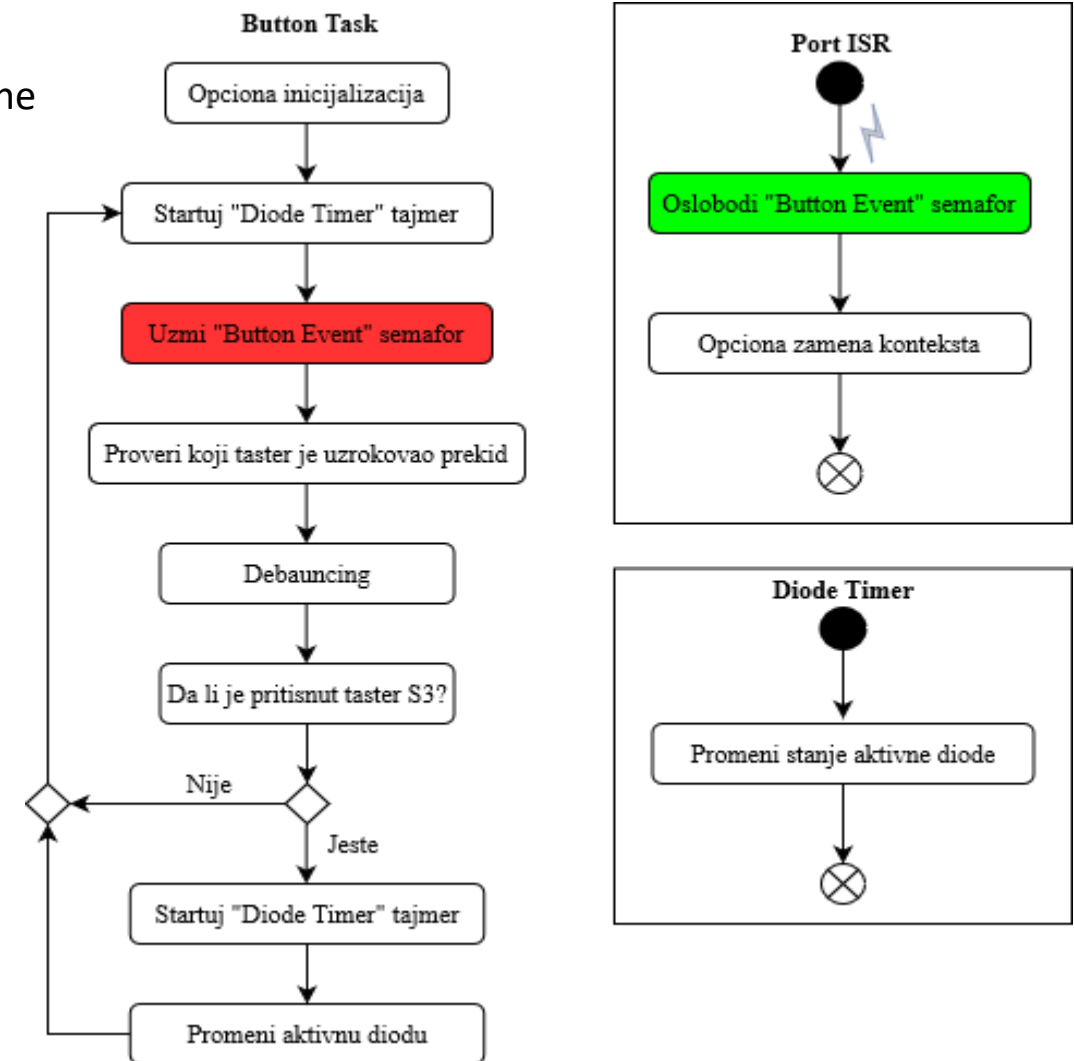 ne
Button Task
Opciona inicijalizacija
Startuj "Diode Timer" tajmer
Uzmi "Button Event" semafor
Proveri koji taster je uzrokovao prekid
Debauncing
Da li je pritisnut taster S3?
Nije
Jeste
Startuj "Diode Timer" tajmer
Promeni aktivnu diodu
Port ISR
Oslobodi "Button Event" semafor
Opciona zamena konteksta
Diode Timer
Promeni stanje aktivne diode